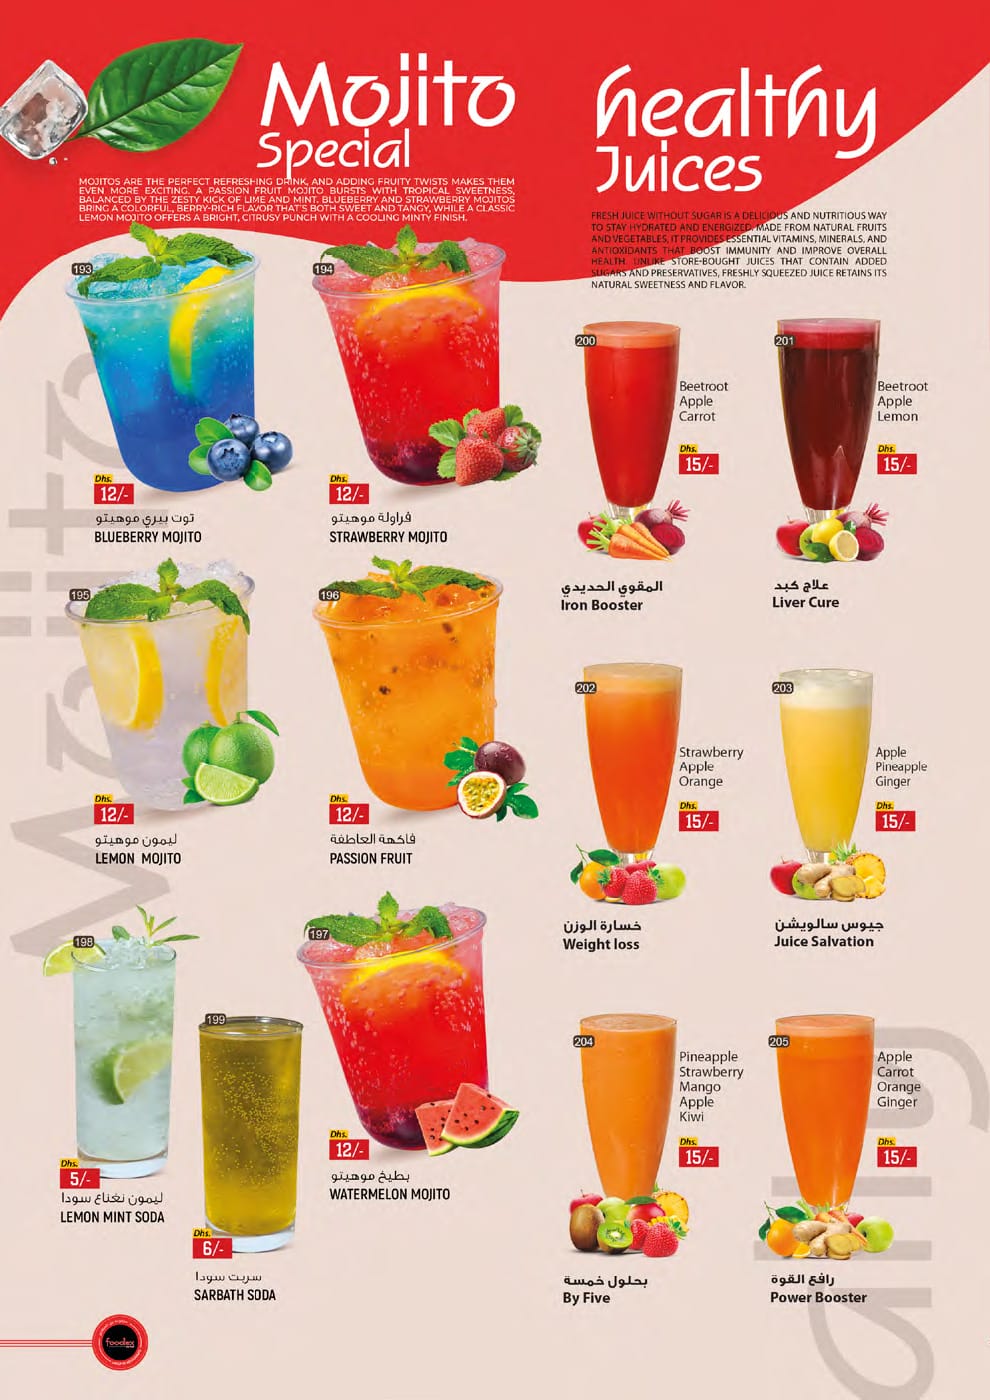 Mojito
Special
MOJITOS ARE THE PERFECT REFRESHING DRINK, AND ADDING FRUITY TWISTS MAKES THEM
EVEN MORE EXCITING. A PASSION FRUIT MOJITO BURSTS WITH TROPICAL SWEETNESS,
BALANCED BY THE ZESTY KICK OF LIME AND MINT. BLUEBERRY AND STRAWBERRY MOJITOS
BRING A COLORFUL, BERRY-RICH FLAVOR THAT'S BOTH SWEET AND TANGY, WHILE A CLASSIC
LEMON MOJITO OFFERS A BRIGHT, CITRUSY PUNCH WITH A COOLING MINTY FINISH.
193
Dhs.
12/-
توت بيري موهيتو
BLUEBERRY MOJITO
194
Dhs.
12/-
فراولة موهيتو
STRAWBERRY MOJITO
195
Dhs.
12/-
ليمون موهيتو
LEMON MOJITO
196
Dhs.
12/-
فاكهة العاطفة
PASSION FRUIT
198
Dhs.
5/-
ليمون نغناع سودا
LEMON MINT SODA
199
Dhs.
6/-
سربت سودا
SARBATH SODA
197
Dhs.
12/-
بطيخ موهيتو
WATERMELON MOJITO
Mojito
healthy
Juices
FRESH JUICE WITHOUT SUGAR IS A DELICIOUS AND NUTRITIOUS WAY
TO STAY HYDRATED AND ENERGIZED. MADE FROM NATURAL FRUITS
AND VEGETABLES, IT PROVIDES ESSENTIAL VITAMINS, MINERALS, AND
ANTIOXIDANTS THAT BOOST IMMUNITY AND IMPROVE OVERALL
HEALTH. UNLIKE STORE-BOUGHT JUICES THAT CONTAIN ADDED
SUGARS AND PRESERVATIVES, FRESHLY SQUEEZED JUICE RETAINS ITS
NATURAL SWEETNESS AND FLAVOR.
200
Beetroot
Apple
Carrot
Dhs.
15/-
المقوي الحديدي
Iron Booster
201
Beetroot
Apple
Lemon
Dhs.
15/-
علاج كبد
Liver Cure
202
Strawberry
Apple
Orange
Dhs.
15/-
خسارة الوزن
Weight loss
203
Apple
Pineapple
Ginger
Dhs.
15/-
جيوس سالويشن
Juice Salvation
204
Pineapple
Strawberry
Mango
Apple
Kiwi
Dhs.
15/-
بحلول خمسة
By Five
205
Apple
Carrot
Orange
Ginger
Dhs.
15/-
رافع القوة
Power Booster
foodex